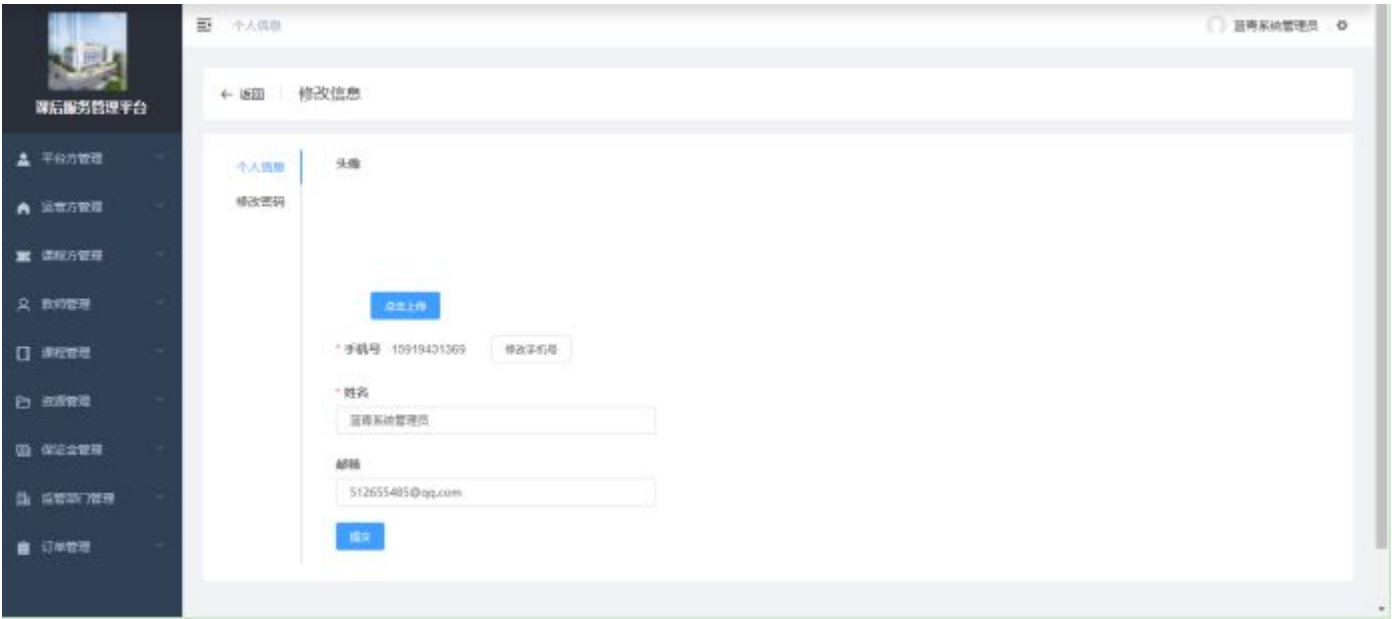 个人信息
蓝青系统管理员
课后服务管理平台
← 返回
修改信息
平台方管理
运营方管理
课程方管理
教师管理
课程管理
资源管理
保证金管理
监管部门管理
订单管理
个人信息
修改密码
头像
点击上传
* 手机号 15919431369 修改手机号
* 姓名
蓝青系统管理员
邮箱
512655485@qq.com
提交